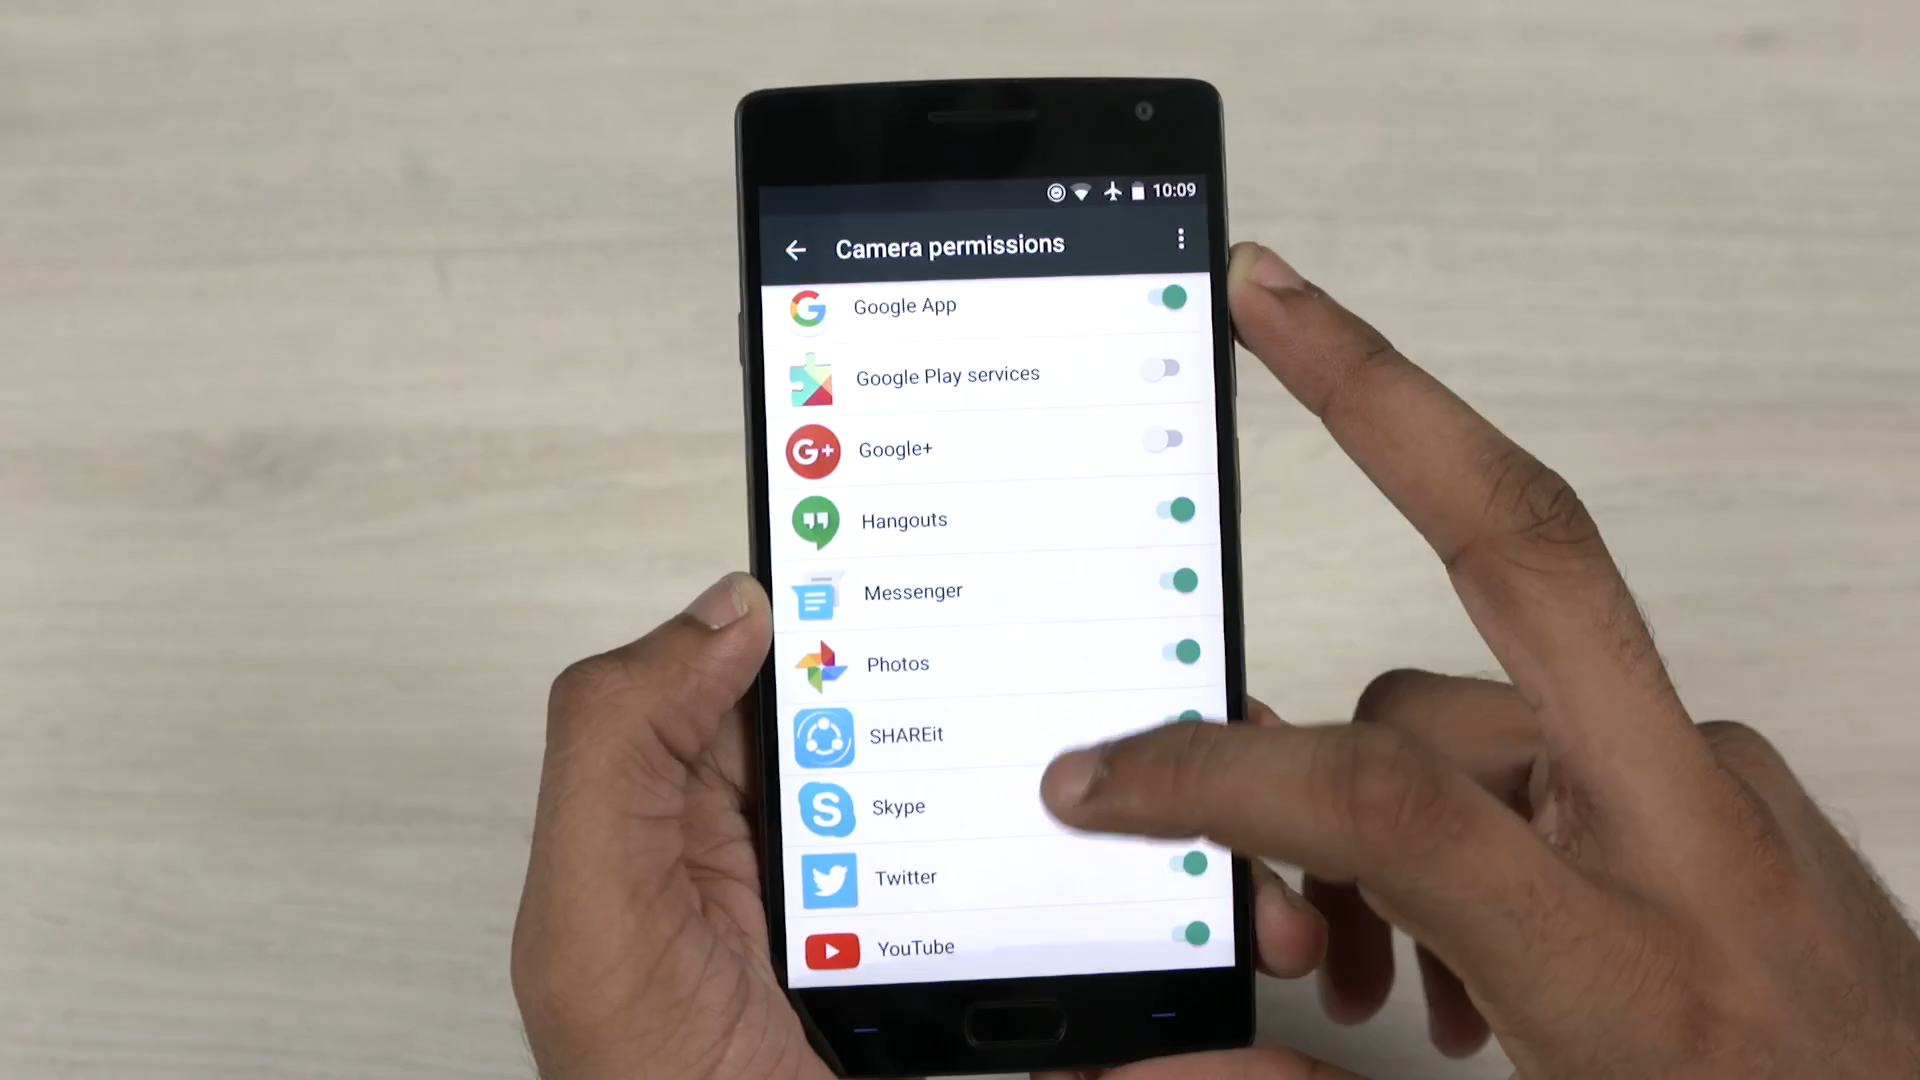 10:09
Camera permissions
Google App
Google Play services
G+ Google+
Hangouts
Messenger
Photos
SHAREit
S Skype
Twitter
YouTube